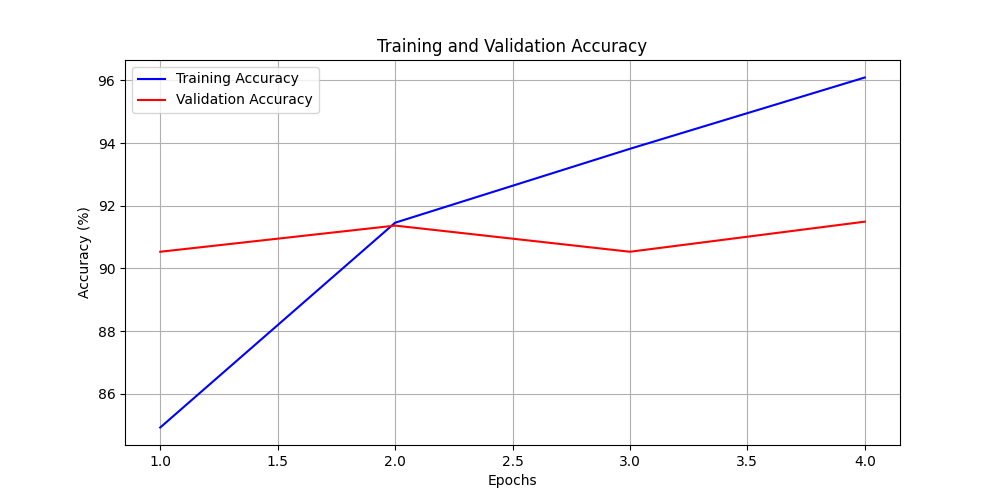 Training and Validation Accuracy
Training Accuracy
Validation Accuracy
Accuracy (%)
96
94
92
90
88
86
1.0 1.5 2.0 2.5 3.0 3.5 4.0
Epochs